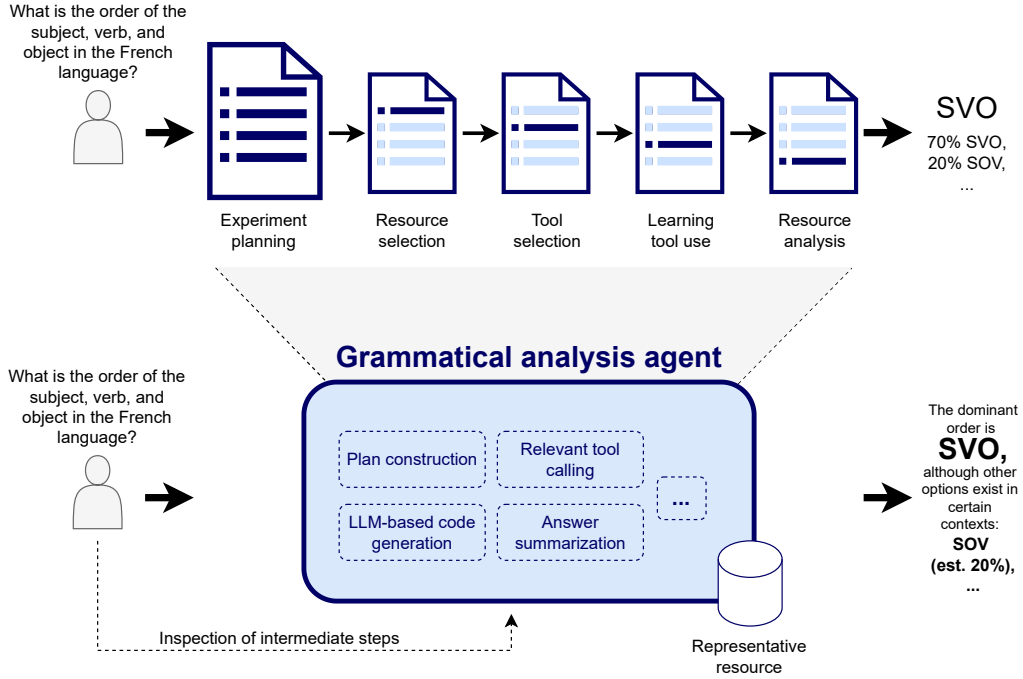 What is the order of the
subject, verb, and
object in the French
language?
Experiment
planning
Resource
selection
Tool
selection
Learning
tool use
Resource
analysis
SVO
70% SVO,
20% SOV,
...
Grammatical analysis agent
What is the order of the
subject, verb, and
object in the French
language?
Plan construction
Relevant tool
calling
LLM-based code
generation
Answer
summarization
...
Representative
resource
Inspection of intermediate steps
The dominant
order is
SVO,
although other
options exist in
certain
contexts:
SOV
(est. 20%),
...